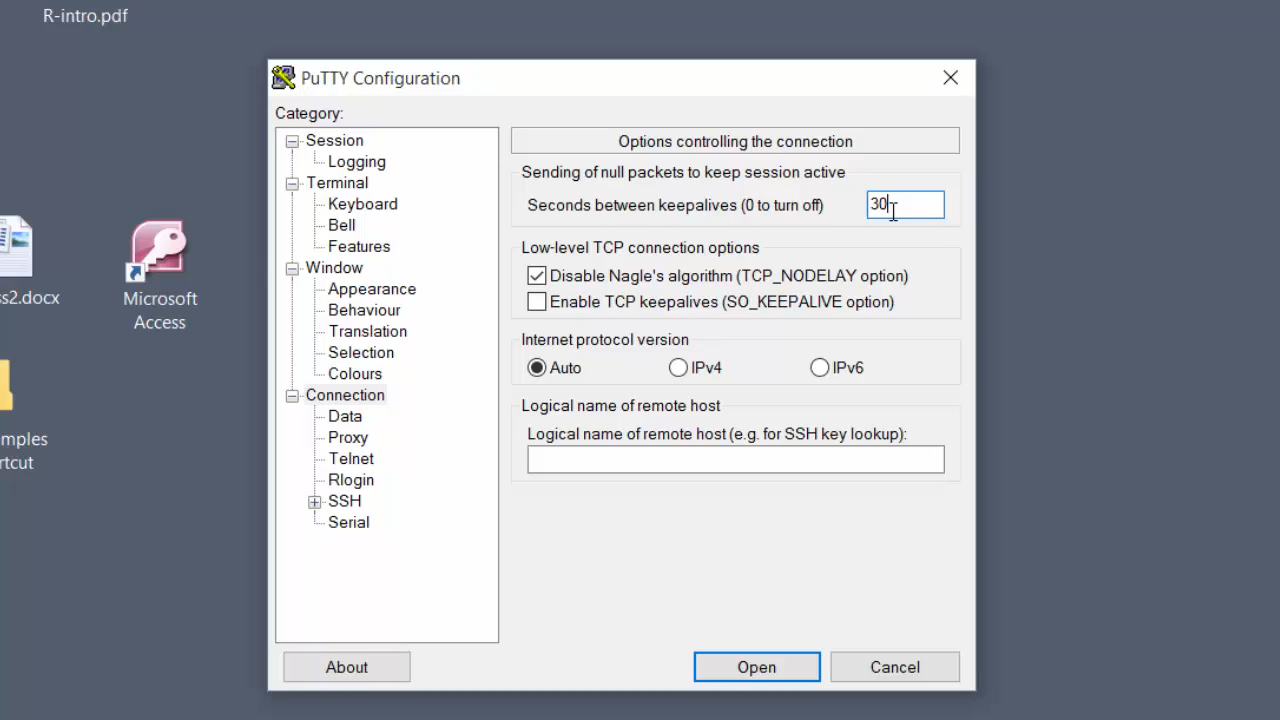 R-intro.pdf
PuTTY Configuration
Category:
Session
Logging
Terminal
Keyboard
Bell
Features
Window
Appearance
Behaviour
Translation
Selection
Colours
Connection
Data
Proxy
Telnet
Rlogin
SSH
Serial
Options controlling the connection
Sending of null packets to keep session active
Seconds between keepalives (0 to turn off) 30
Low-level TCP connection options
Disable Nagle's algorithm (TCP_NODELAY option)
Enable TCP keepalives (SO_KEEPALIVE option)
Internet protocol version
Auto IPv4 IPv6
Logical name of remote host
Logical name of remote host (e.g. for SSH key lookup):
About Open Cancel
ss2.docx
Microsoft
Access
mples
rtcut